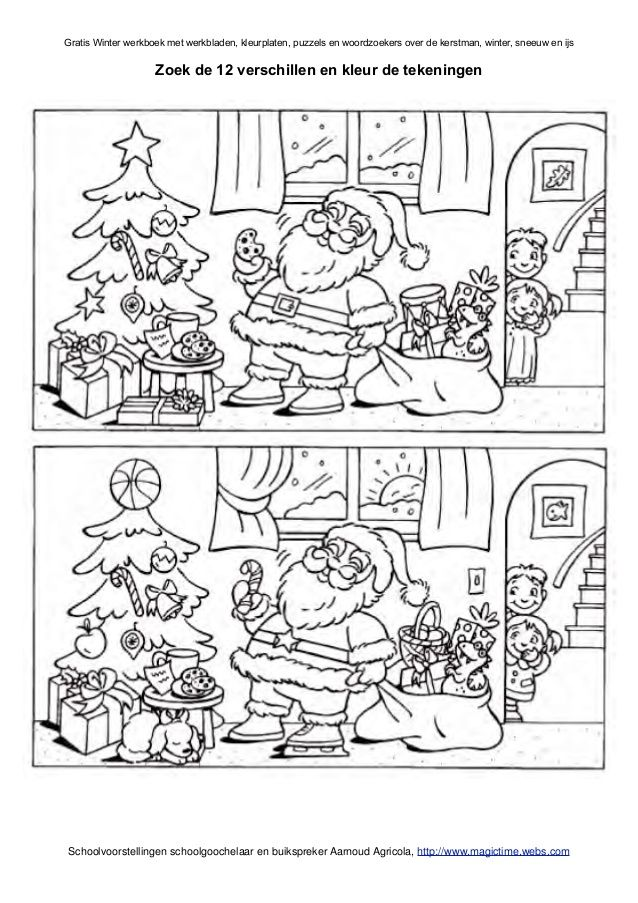 Gratis Winter werkboek met werkbladen, kleurplaten, puzzels en woordzoekers over de kerstman, winter, sneeuw en ijs
Zoek de 12 verschillen en kleur de tekeningen
Schoolvoorstellingen schoolgoochelaar en buikspreker Aarnoud Agricola, http://www.magictime.webs.com